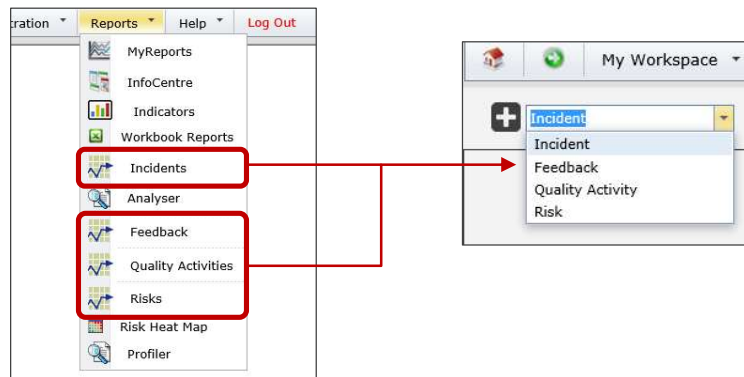 ration Reports Help Log Out
MyReports
InfoCentre
Indicators
Workbook Reports
Incidents
Analyser
Feedback
Quality Activities
Risks
Risk Heat Map
Profiler
My Workspace
Incident
Incident
Feedback
Quality Activity
Risk